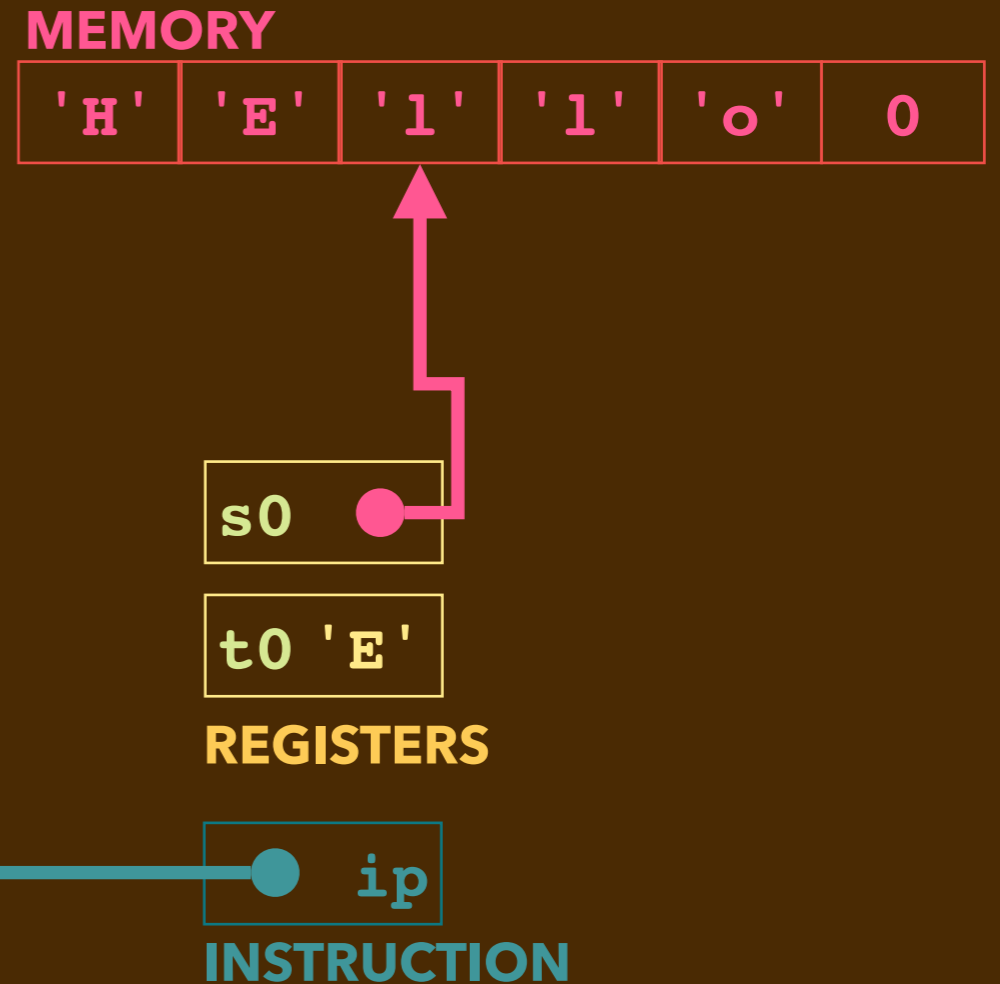 MEMORY
'H' 'E' 'l' 'l' 'o' 0
s0
t0 'E'
REGISTERS
ip
INSTRUCTION